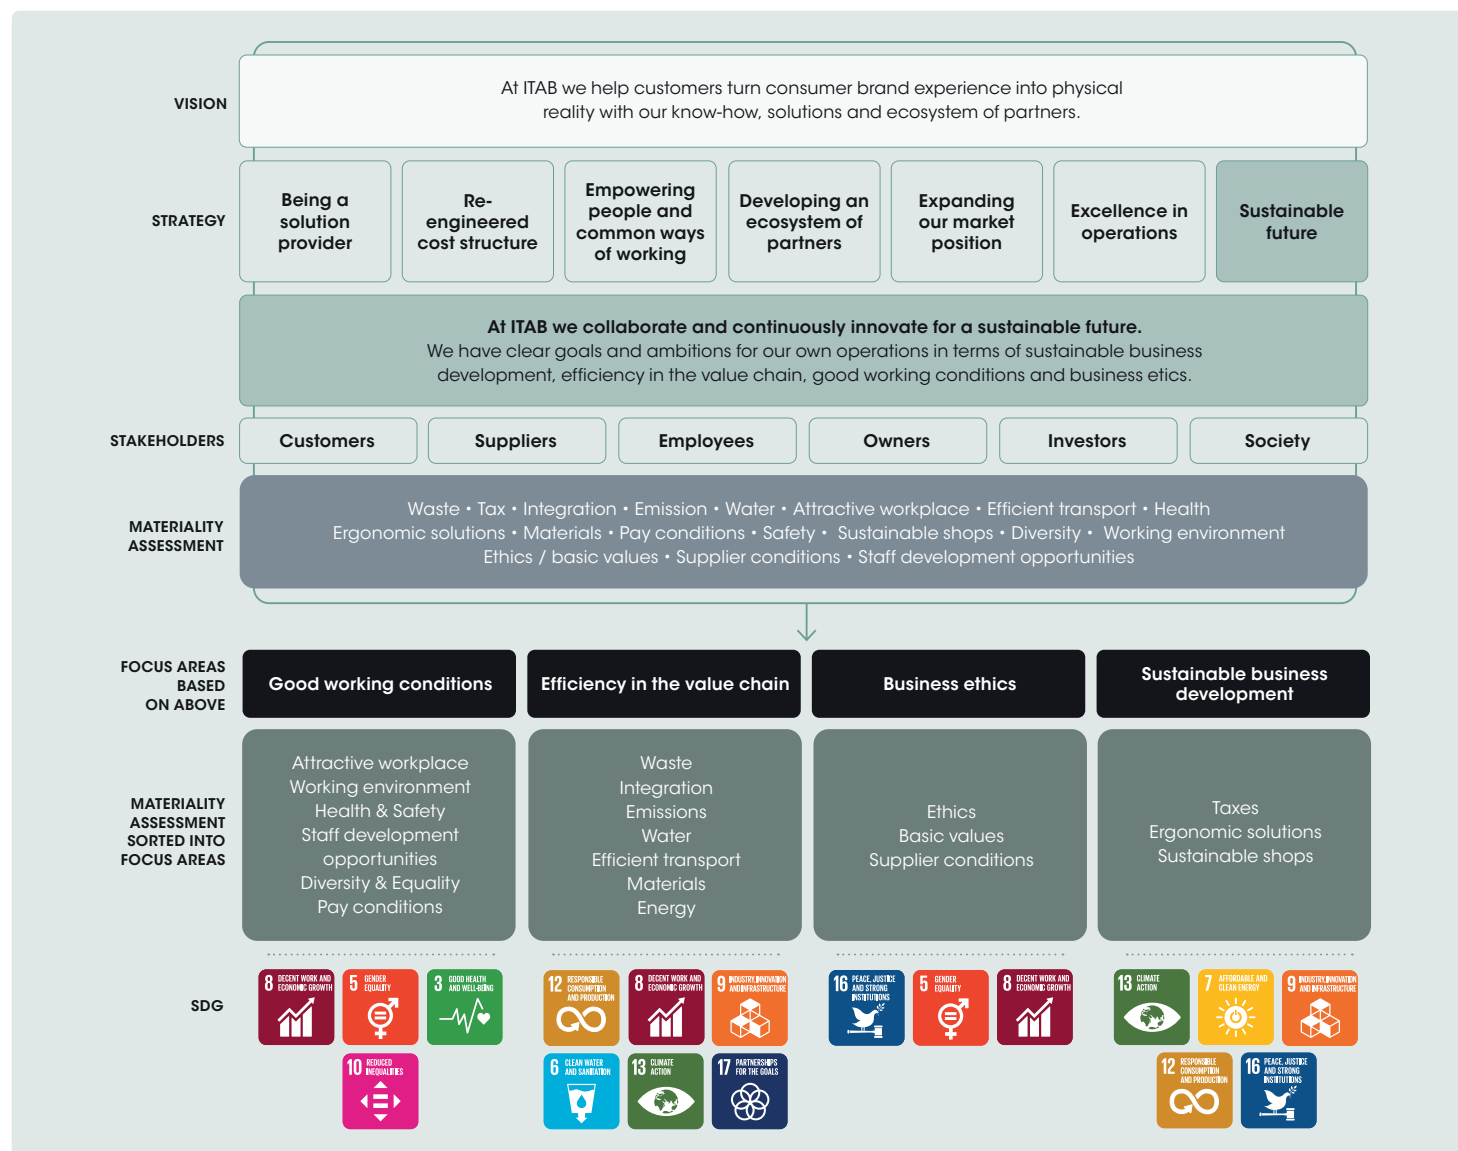 VISION
At ITAB we help customers turn consumer brand experience into physical
reality with our know-how, solutions and ecosystem of partners.
STRATEGY
Being a
solution
provider
Re-
engineered
cost structure
Empowering
people and
common ways
of working
Developing an
ecosystem of
partners
Expanding
our market
position
Excellence in
operations
Sustainable
future
At ITAB we collaborate and continuously innovate for a sustainable future.
We have clear goals and ambitions for our own operations in terms of sustainable business
development, efficiency in the value chain, good working conditions and business etics.
STAKEHOLDERS
Customers
Suppliers
Employees
Owners
Investors
Society
MATERIALITY
ASSESSMENT
Waste • Tax • Integration • Emission • Water • Attractive workplace • Efficient transport • Health
Ergonomic solutions • Materials • Pay conditions • Safety • Sustainable shops • Diversity • Working environment
Ethics / basic values • Supplier conditions • Staff development opportunities
FOCUS AREAS
BASED
ON ABOVE
Good working conditions
Efficiency in the value chain
Business ethics
Sustainable business
development
MATERIALITY
ASSESSMENT
SORTED INTO
FOCUS AREAS
Attractive workplace
Working environment
Health & Safety
Staff development
opportunities
Diversity & Equality
Pay conditions
Waste
Integration
Emissions
Water
Efficient transport
Materials
Energy
Ethics
Basic values
Supplier conditions
Taxes
Ergonomic solutions
Sustainable shops
SDG
8 DECENT WORK AND
ECONOMIC GROWTH
5 GENDER
EQUALITY
3 GOOD HEALTH
AND WELL-BEING
10 REDUCED
INEQUALITIES
12 RESPONSIBLE
CONSUMPTION
AND PRODUCTION
8 DECENT WORK AND
ECONOMIC GROWTH
9 INDUSTRY, INNOVATION
AND INFRASTRUCTURE
6 CLEAN WATER
AND SANITATION
13 CLIMATE
ACTION
17 PARTNERSHIPS
FOR THE GOALS
16 PEACE, JUSTICE
AND STRONG
INSTITUTIONS
5 GENDER
EQUALITY
8 DECENT WORK AND
ECONOMIC GROWTH
13 CLIMATE
ACTION
7 AFFORDABLE AND
CLEAN ENERGY
9 INDUSTRY, INNOVATION
AND INFRASTRUCTURE
12 RESPONSIBLE
CONSUMPTION
AND PRODUCTION
16 PEACE, JUSTICE
AND STRONG
INSTITUTIONS